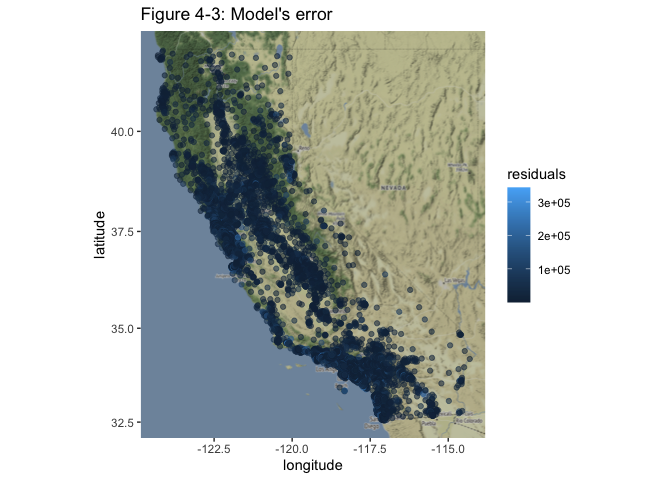 Figure 4-3: Model's error
40.0
37.5
35.0
32.5
latitude
-122.5
-120.0
-117.5
-115.0
longitude
residuals
3e+05
2e+05
1e+05
NEVADA